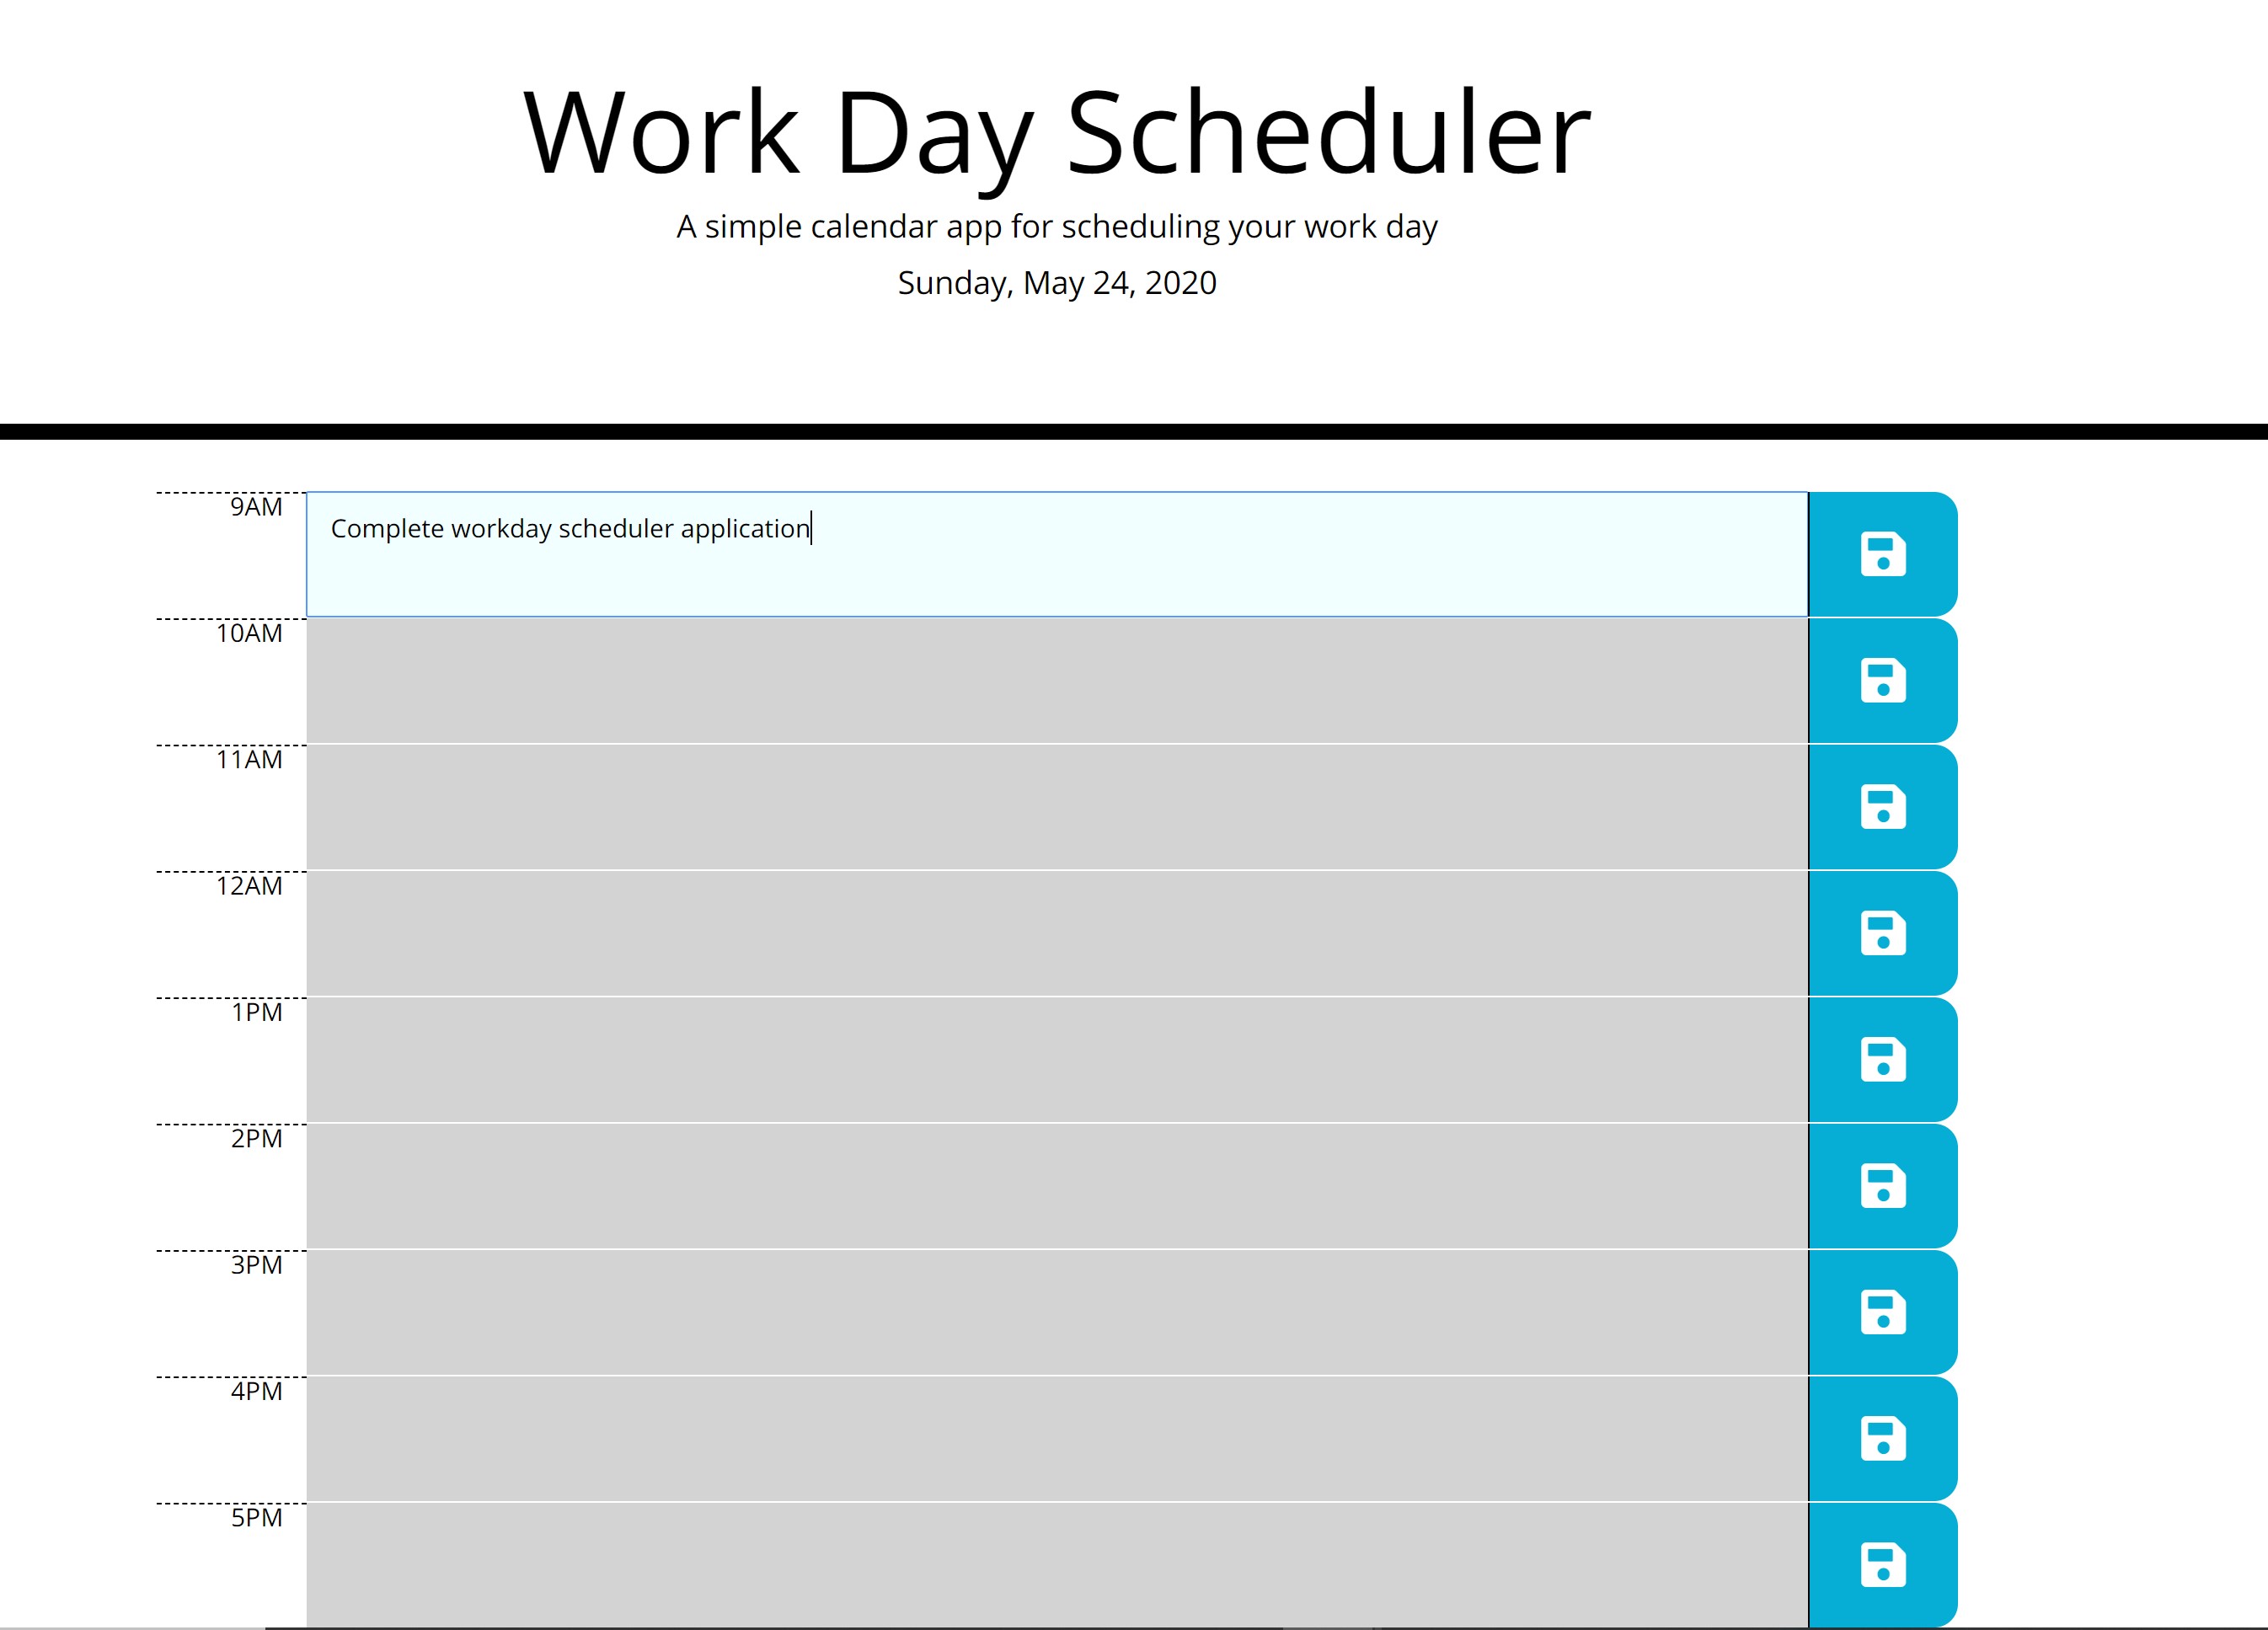 Work Day Scheduler
A simple calendar app for scheduling your work day
Sunday, May 24, 2020
9AM
Complete workday scheduler application
10AM
11AM
12AM
1PM
2PM
3PM
4PM
5PM